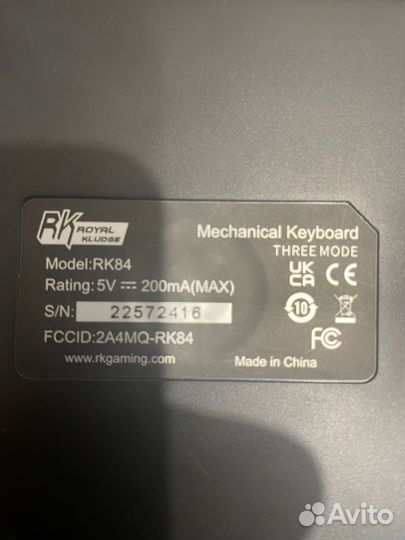 RK ROYAL KLUDGE
Mechanical Keyboard
THREE MODE
Model:RK84
Rating:5V ⎓ 200mA(MAX)
S/N: 22572416
FCCID:2A4MQ-RK84
www.rkgaming.com
UK CA CE
10
FC
Made in China
Avito